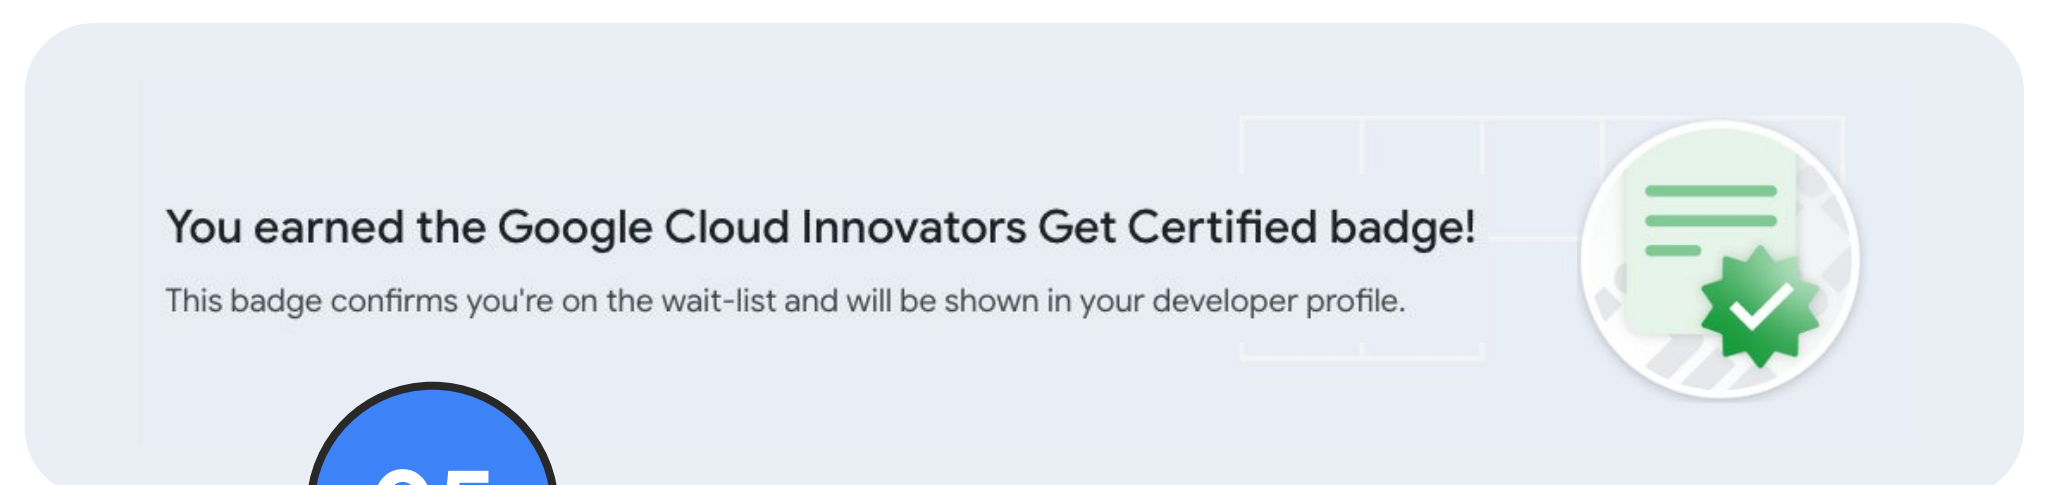 You earned the Google Cloud Innovators Get Certified badge!
This badge confirms you're on the wait-list and will be shown in your developer profile.